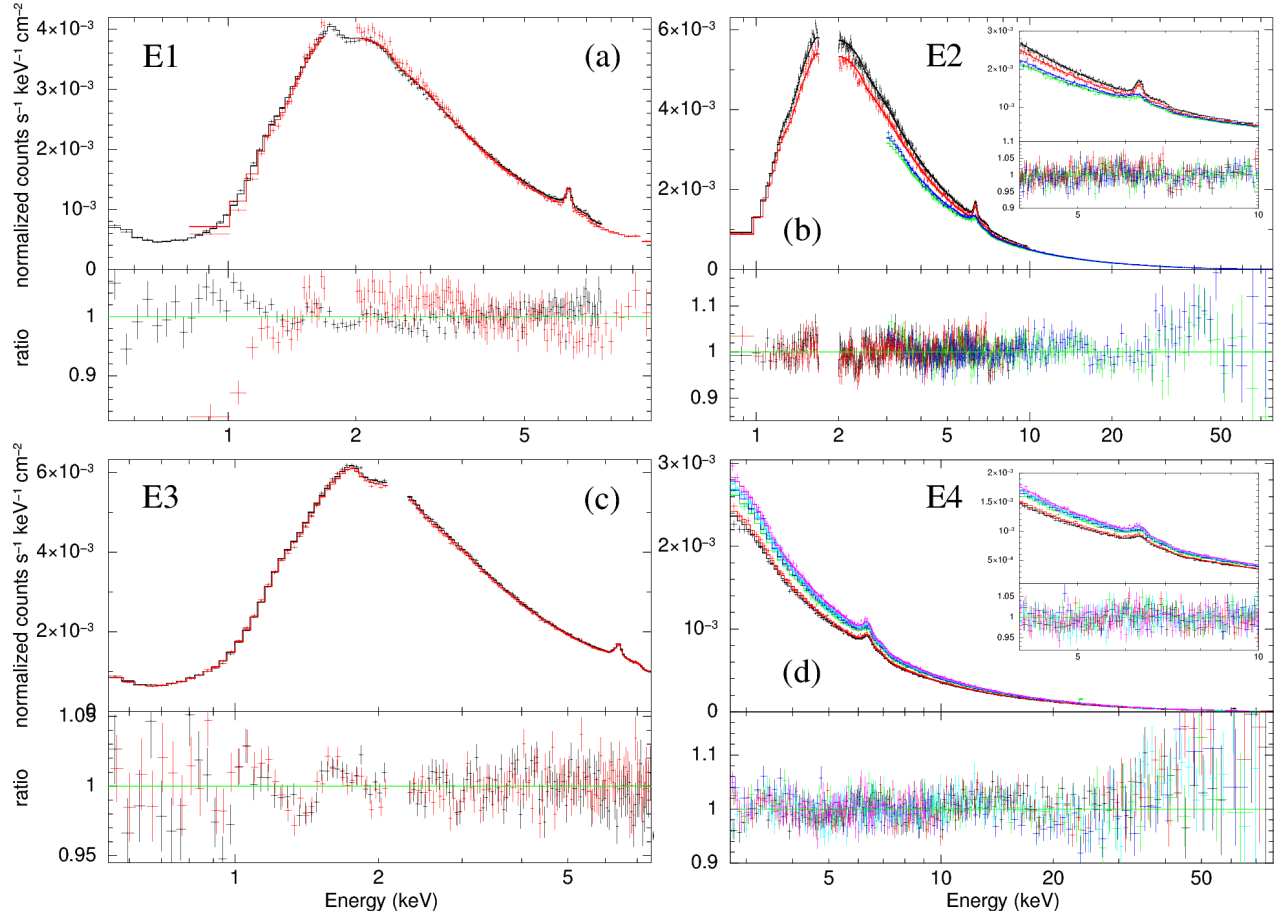 E1
(a)
normalized counts s⁻¹ keV⁻¹ cm⁻²
4×10⁻³
3×10⁻³
2×10⁻³
10⁻³
0
ratio
1
0.9
1 2 5
E2
(b)
6×10⁻³
4×10⁻³
2×10⁻³
0
3×10⁻³
2×10⁻³
10⁻³
1.1
1.05
1
0.95
0.9
5 10
1.1
1
0.9
1 2 5 10 20 50
E3
(c)
normalized counts s⁻¹ keV⁻¹ cm⁻²
6×10⁻³
4×10⁻³
2×10⁻³
0
ratio
1.05
1
0.95
1 2 5
Energy (keV)
E4
(d)
3×10⁻³
2×10⁻³
10⁻³
0
2×10⁻³
1.5×10⁻³
10⁻³
5×10⁻⁴
1.05
1
0.95
5 10
1.1
1
0.9
5 10 20 50
Energy (keV)